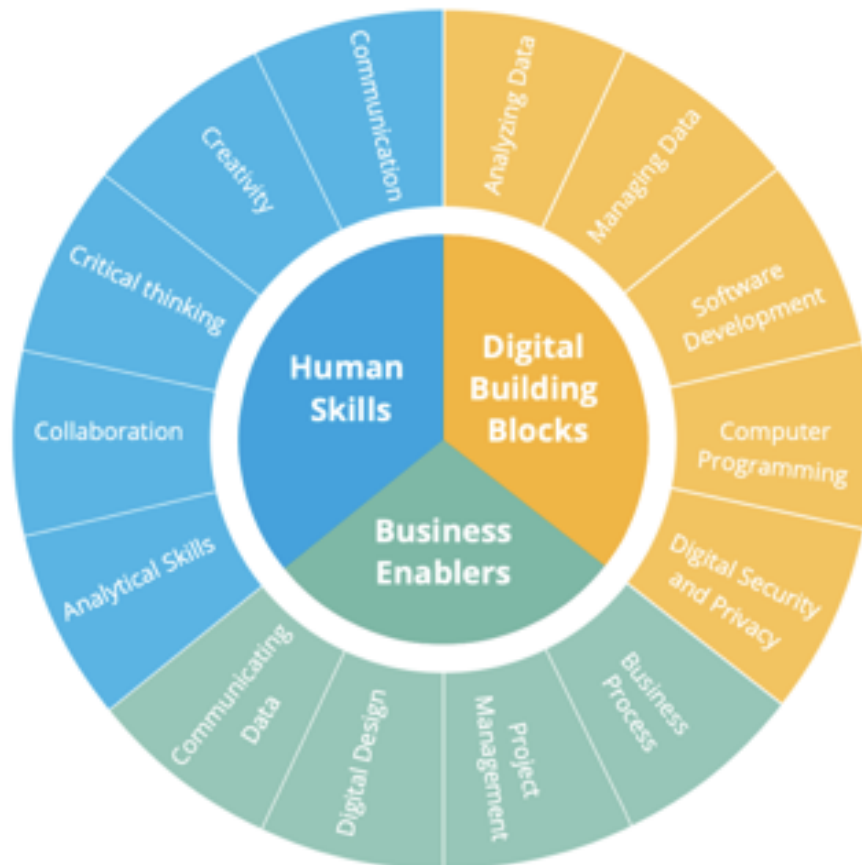 Human
Skills
Digital
Building
Blocks
Business
Enablers
Communication
Creativity
Critical thinking
Collaboration
Analytical Skills
Analyzing Data
Managing Data
Software
Development
Computer
Programming
Digital Security
and Privacy
Business
Process
Project
Management
Digital Design
Communicating
Data